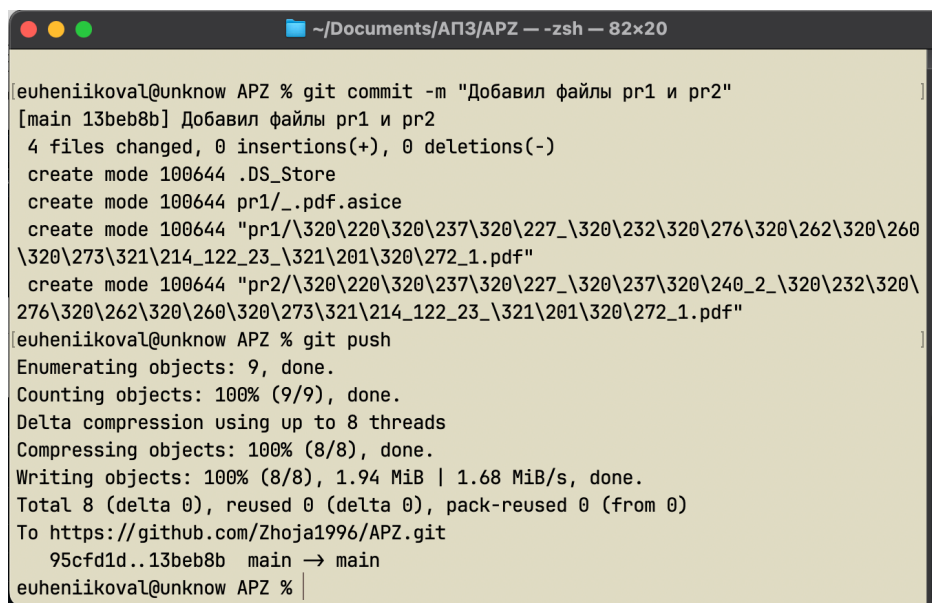 ~/Documents/АПЗ/APZ — -zsh — 82×20
[euheniikoval@unknow APZ % git commit -m "Добавил файлы pr1 и pr2" ]
[main 13beb8b] Добавил файлы pr1 и pr2
 4 files changed, 0 insertions(+), 0 deletions(-)
 create mode 100644 .DS_Store
 create mode 100644 pr1/_.pdf.asice
 create mode 100644 "pr1/\320\220\320\237\320\227_\320\232\320\276\320\262\320\260
\320\273\321\214_122_23_\321\201\320\272_1.pdf"
 create mode 100644 "pr2/\320\220\320\237\320\227_\320\237\320\240_2_\320\232\320\
276\320\262\320\260\320\273\321\214_122_23_\321\201\320\272_1.pdf"
[euheniikoval@unknow APZ % git push ]
Enumerating objects: 9, done.
Counting objects: 100% (9/9), done.
Delta compression using up to 8 threads
Compressing objects: 100% (8/8), done.
Writing objects: 100% (8/8), 1.94 MiB | 1.68 MiB/s, done.
Total 8 (delta 0), reused 0 (delta 0), pack-reused 0 (from 0)
To https://github.com/Zhoja1996/APZ.git
   95cfd1d..13beb8b  main -> main
euheniikoval@unknow APZ %